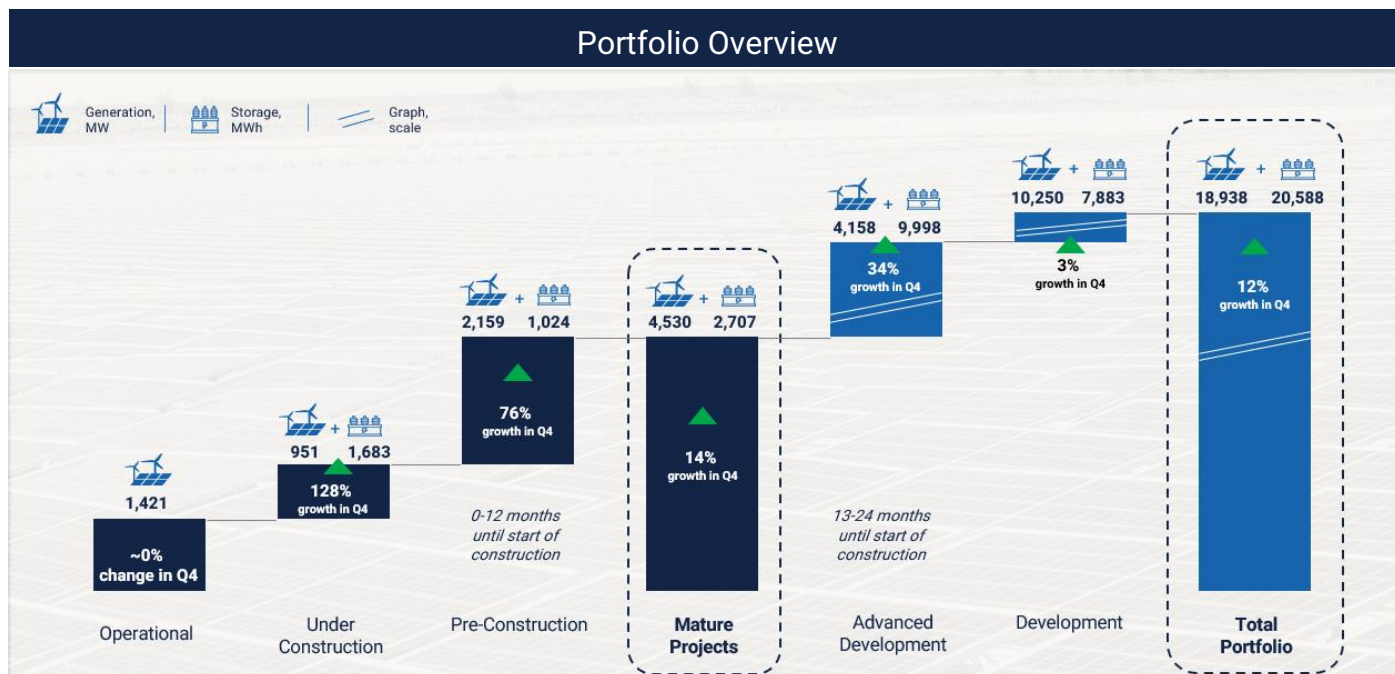 Portfolio Overview
Generation,
MW
Storage,
MWh
Graph,
scale
1,421
~0%
change in Q4
Operational
951 1,683
128%
growth in Q4
Under
Construction
+
2,159 1,024
76%
growth in Q4
0-12 months
until start of
construction
Pre-Construction
+
4,530 2,707
14%
growth in Q4
Mature
Projects
+
4,158 9,998
34%
growth in Q4
13-24 months
until start of
construction
Advanced
Development
+
10,250 7,883
3%
growth in Q4
Development
+
18,938 20,588
12%
growth in Q4
Total
Portfolio
+